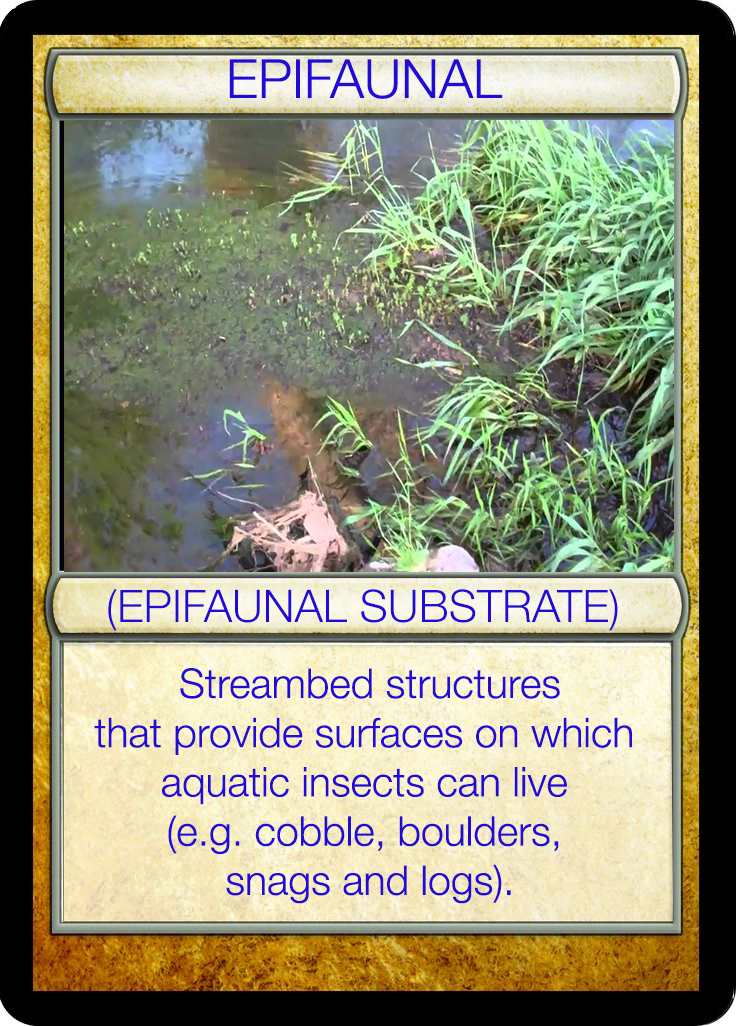 EPIFAUNAL
(EPIFAUNAL SUBSTRATE)
Streambed structures
that provide surfaces on which
aquatic insects can live
(e.g. cobble, boulders,
snags and logs).